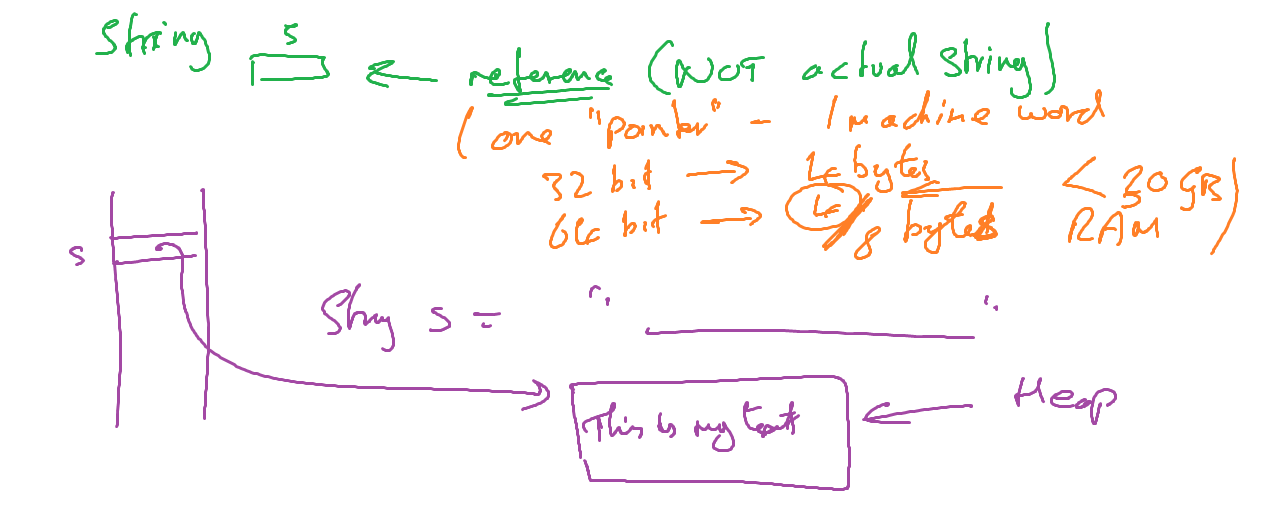 String s ← reference (NOT actual string)
(one "pointer" - 1 machine word
32 bit → 4 bytes < 30 GB)
64 bit → 4/8 bytes RAM
s
String s = " "
Heap
This is my text